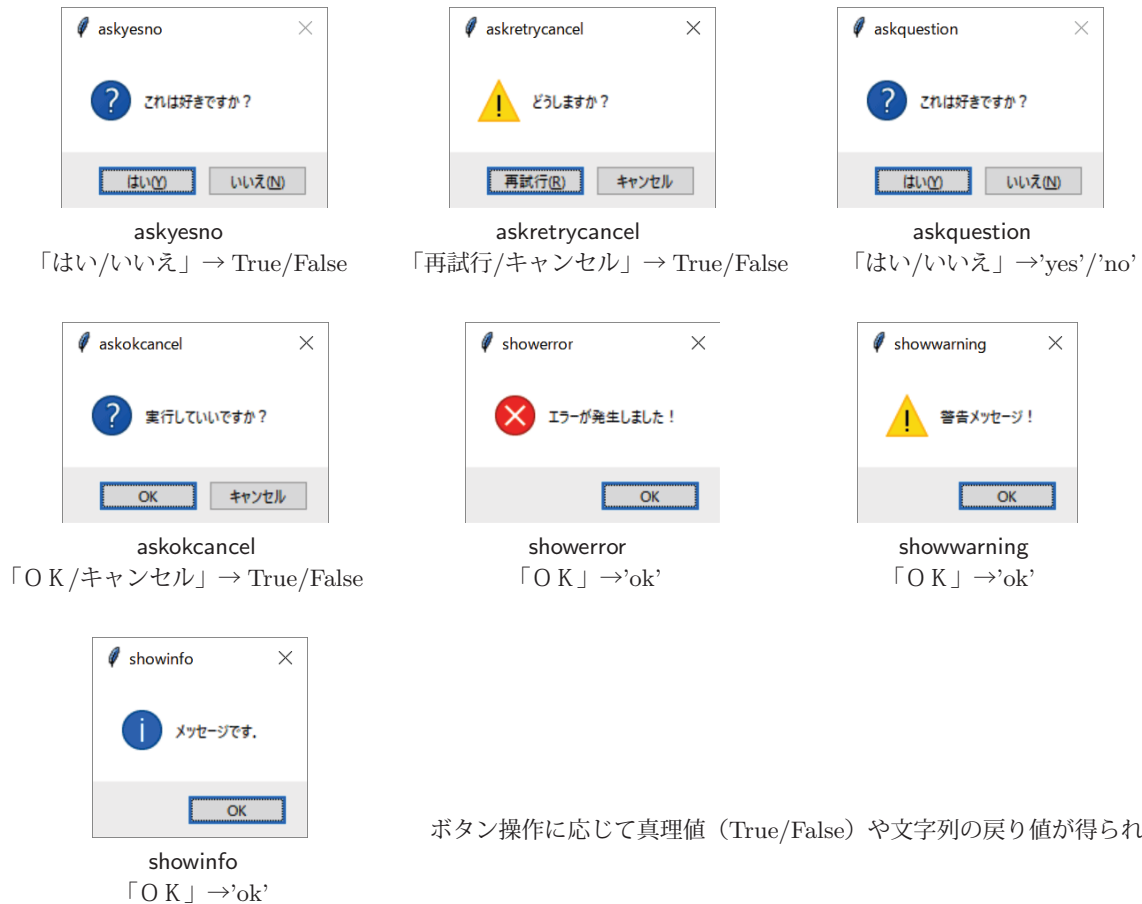 askyesno
これは好きですか？
はい(Y) いいえ(N)
askyesno
「はい/いいえ」→ True/False
askretrycancel
どうしますか？
再試行(R) キャンセル
askretrycancel
「再試行/キャンセル」→ True/False
askquestion
これは好きですか？
はい(Y) いいえ(N)
askquestion
「はい/いいえ」→'yes'/'no'
askokcancel
実行していいですか？
OK キャンセル
askokcancel
「ＯＫ/キャンセル」→ True/False
showerror
エラーが発生しました！
OK
showerror
「ＯＫ」→'ok'
showwarning
警告メッセージ！
OK
showwarning
「ＯＫ」→'ok'
showinfo
メッセージです．
OK
showinfo
「ＯＫ」→'ok'
ボタン操作に応じて真理値（True/False）や文字列の戻り値が得られ